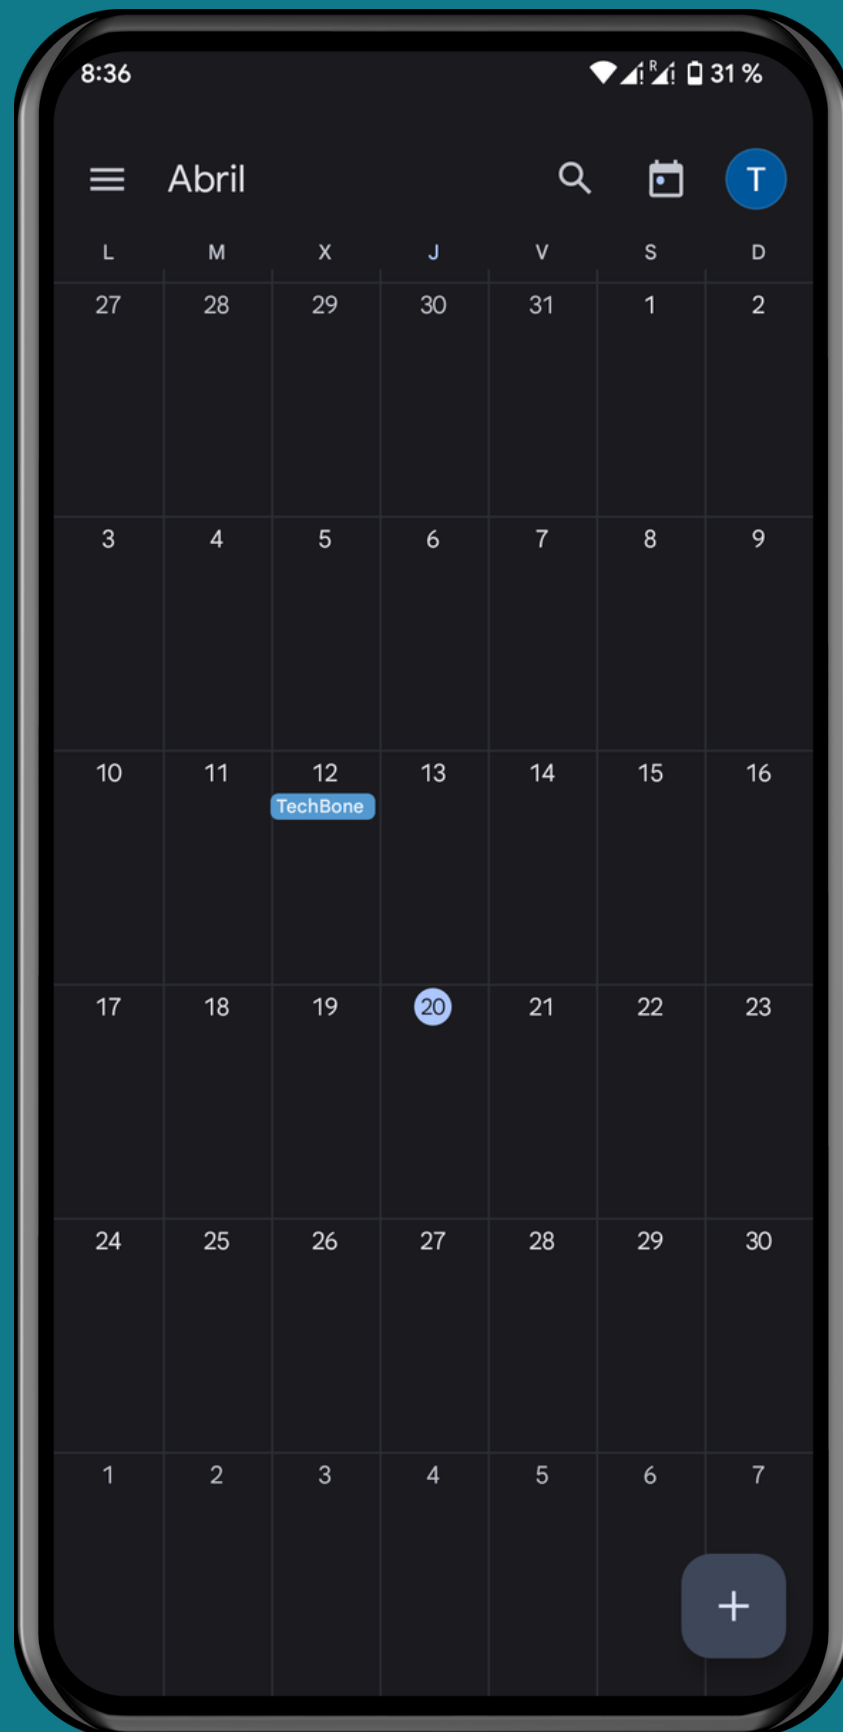 8:36 R 31 %
Abril T
L M X J V S D
27 28 29 30 31 1 2
3 4 5 6 7 8 9
10 11 12 13 14 15 16
TechBone
17 18 19 20 21 22 23
24 25 26 27 28 29 30
1 2 3 4 5 6 7